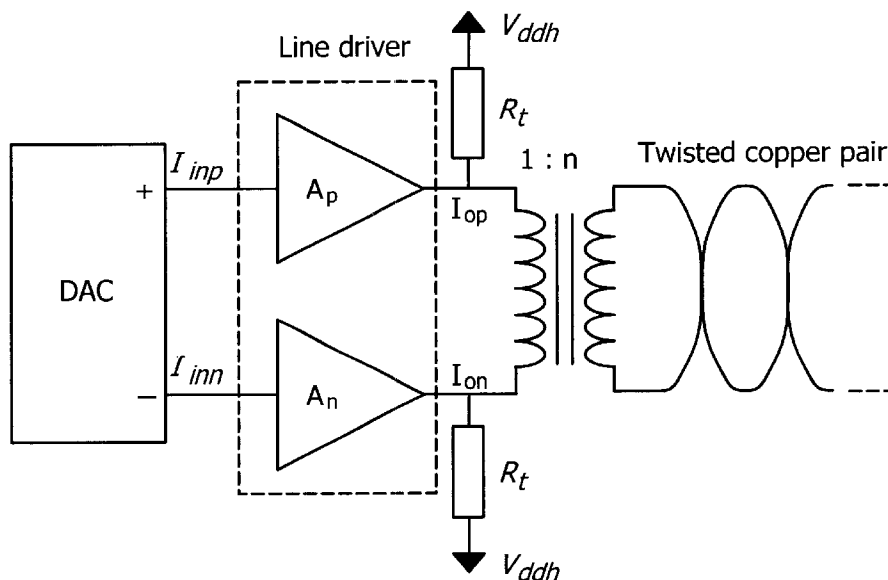 Line driver
V_ddh
R_t
1 : n
Twisted copper pair
DAC
+
I_inp
A_p
I_op
−
I_inn
A_n
I_on
R_t
V_ddh